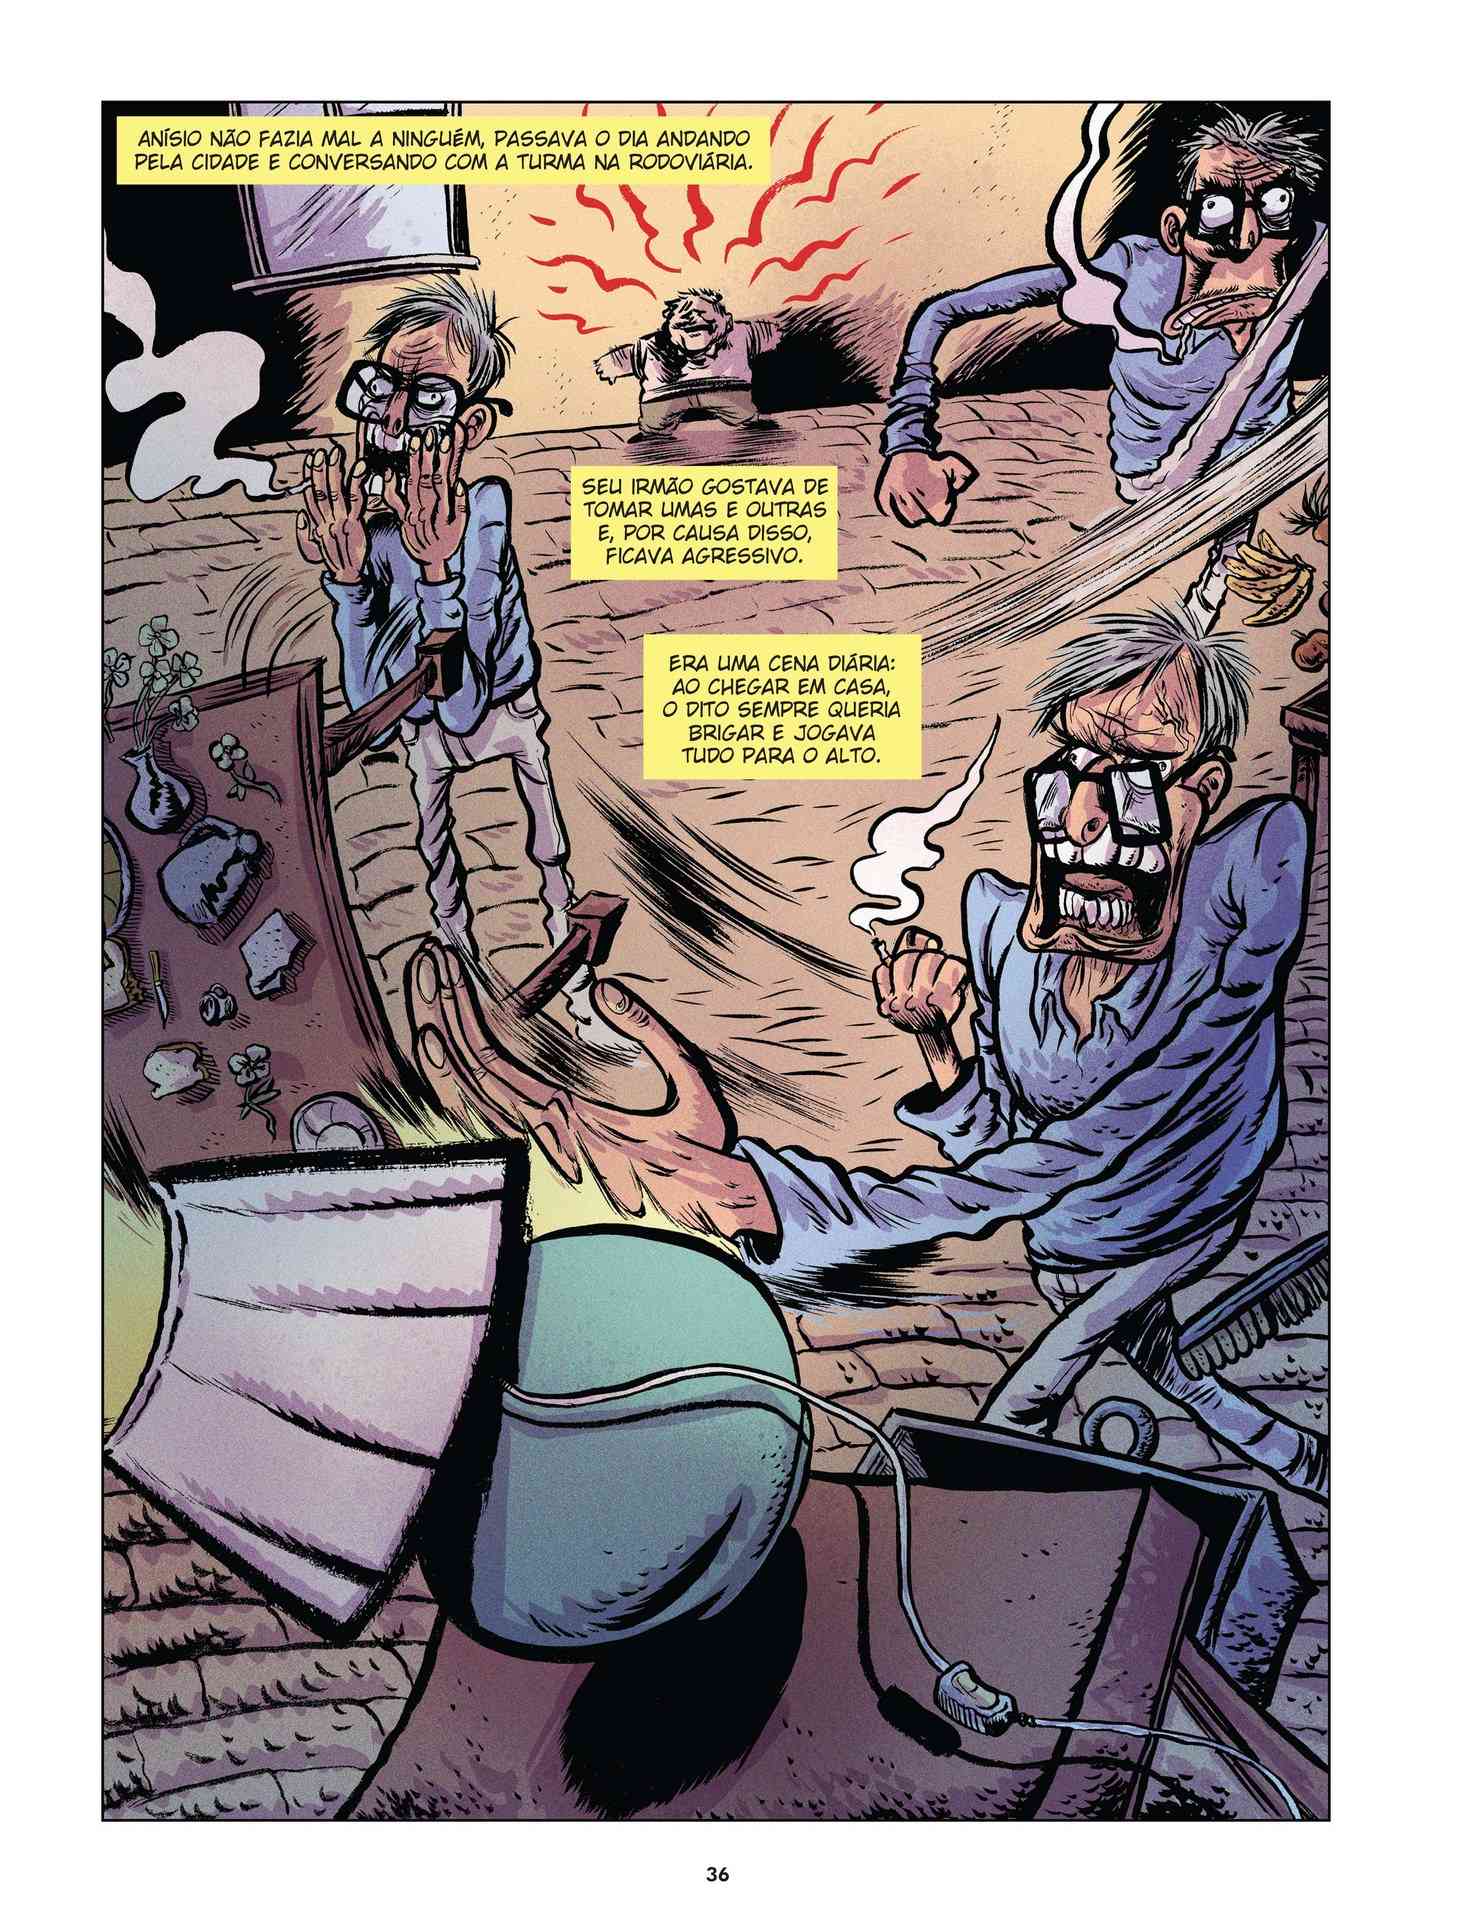 ANÍSIO NÃO FAZIA MAL A NINGUÉM, PASSAVA O DIA ANDANDO
PELA CIDADE E CONVERSANDO COM A TURMA NA RODOVIÁRIA.
SEU IRMÃO GOSTAVA DE
TOMAR UMAS E OUTRAS
E, POR CAUSA DISSO,
FICAVA AGRESSIVO.
ERA UMA CENA DIÁRIA:
AO CHEGAR EM CASA,
O DITO SEMPRE QUERIA
BRIGAR E JOGAVA
TUDO PARA O ALTO.
36